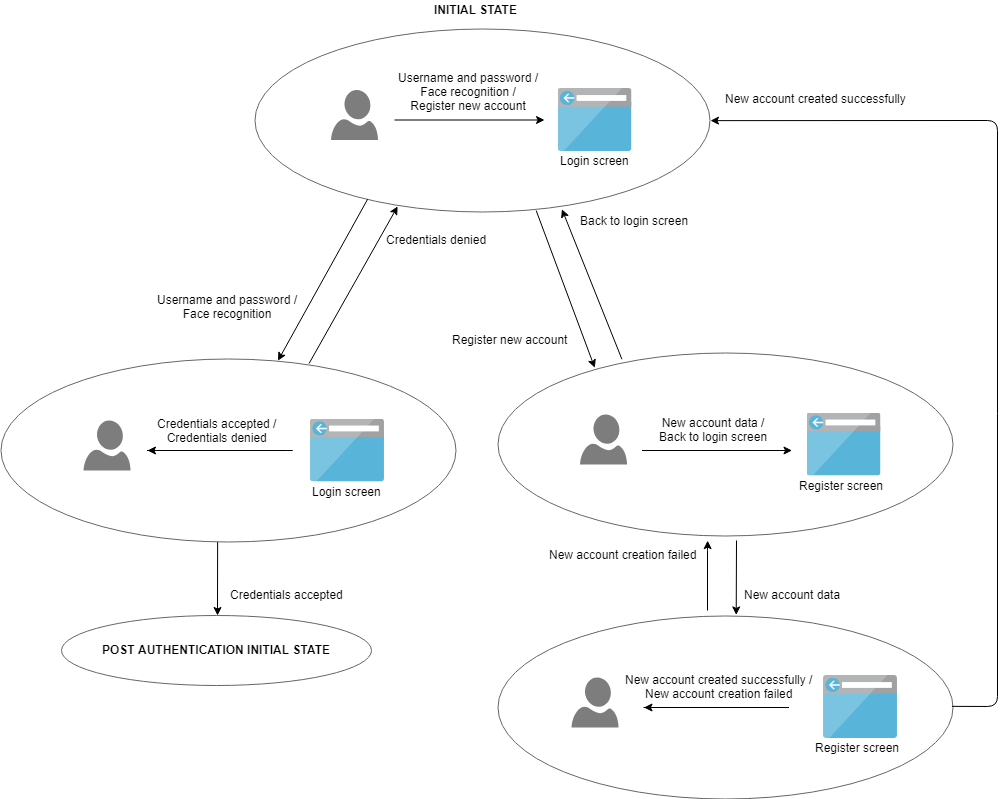 INITIAL STATE
Username and password /
Face recognition /
Register new account
Login screen
New account created successfully
Credentials denied
Back to login screen
Username and password /
Face recognition
Register new account
Credentials accepted /
Credentials denied
Login screen
New account data /
Back to login screen
Register screen
New account creation failed
New account data
Credentials accepted
POST AUTHENTICATION INITIAL STATE
New account created successfully /
New account creation failed
Register screen